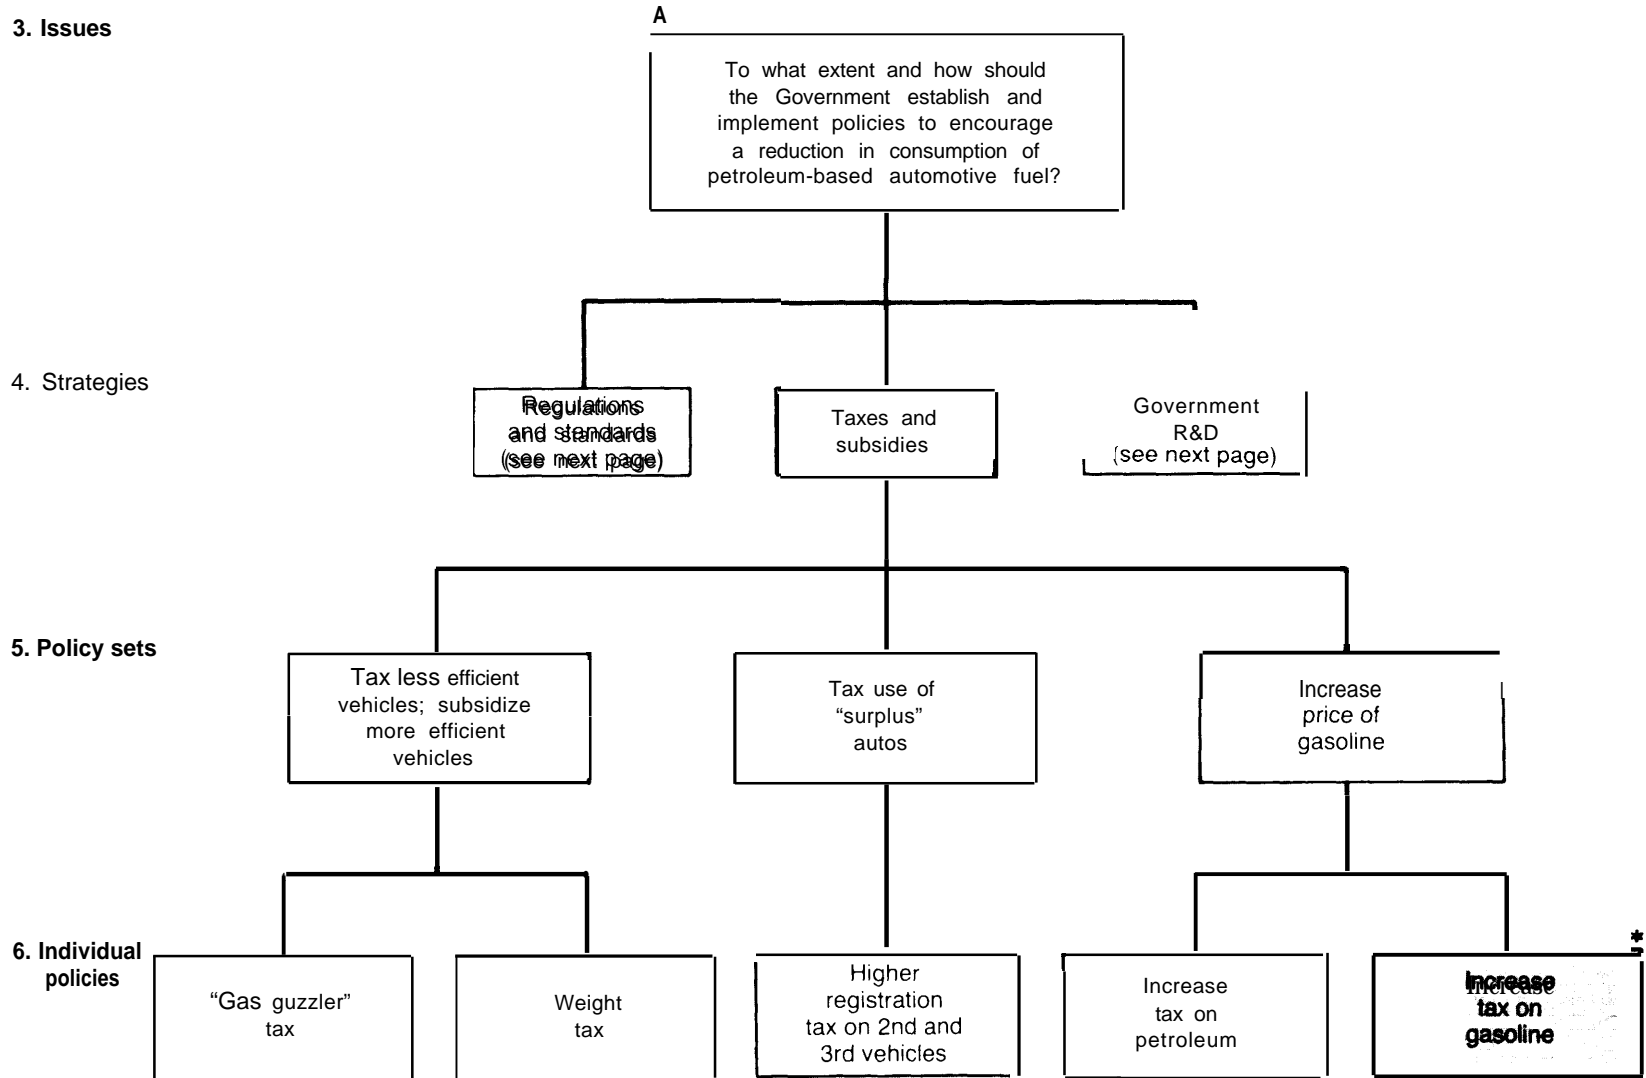 A
3. Issues
To what extent and how should
the Government establish and
implement policies to encourage
a reduction in consumption of
petroleum-based automotive fuel?
4. Strategies
Regulations
and standards
(see next page)
Taxes and
subsidies
Government
R&D
(see next page)
5. Policy sets
Tax less efficient
vehicles; subsidize
more efficient
vehicles
Tax use of
“surplus”
autos
Increase
price of
gasoline
6. Individual
policies
“Gas guzzler”
tax
Weight
tax
Higher
registration
tax on 2nd and
3rd vehicles
Increase
tax on
petroleum
*
Increase
tax on
gasoline